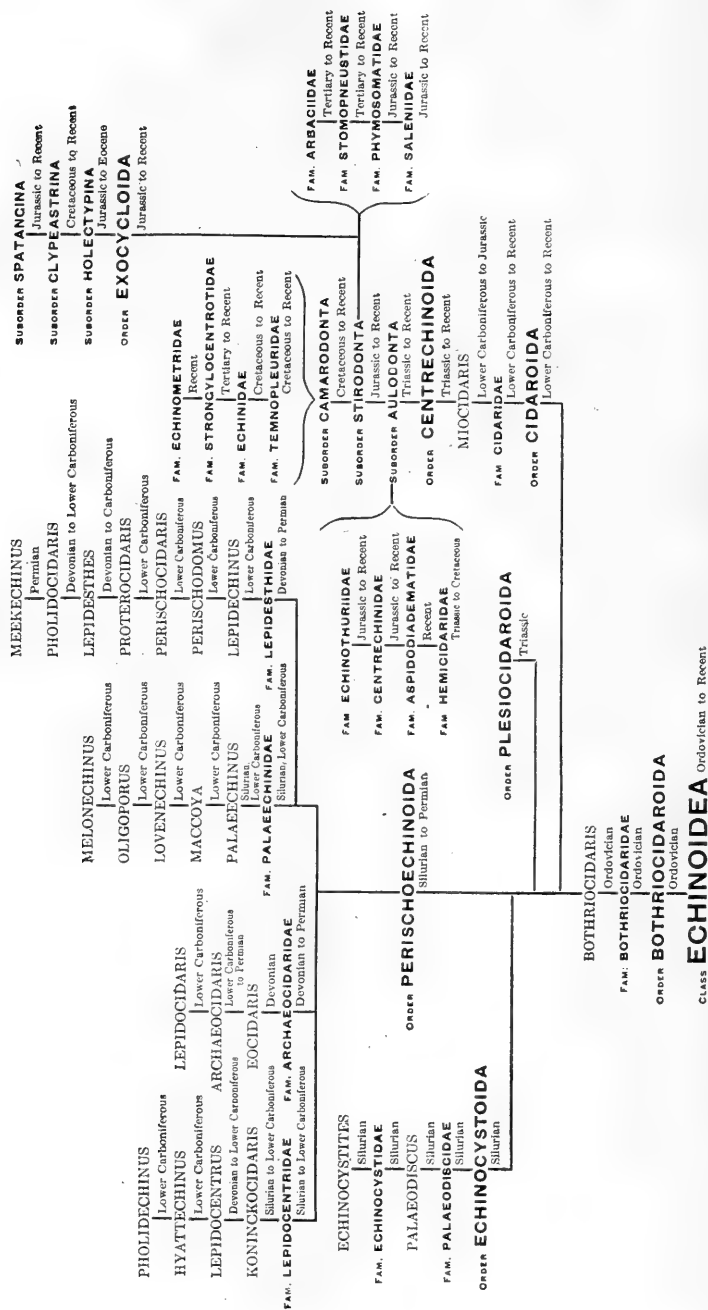 PHOLIDECHINUS
Lower Carboniferous
HYATTECHINUS
Lower Carboniferous
LEPIDOCENTRUS
Devonian to Lower Carboniferous
KONINCKOCIDARIS
Silurian to Lower Carboniferous
FAM. LEPIDOCENTRIDAE
Silurian to Lower Carboniferous
LEPIDOCIDARIS
Lower Carboniferous
ARCHAEOCIDARIS
Lower Carboniferous
to Permian
EOCIDARIS
Devonian
FAM. ARCHAEOCIDARIDAE
Devonian to Permian
MELONECHINUS
Lower Carboniferous
OLIGOPORUS
Lower Carboniferous
LOVENECHINUS
Lower Carboniferous
MACCOYA
Lower Carboniferous
PALAEECHINUS
Silurian,
Lower Carboniferous
FAM. PALAEECHINIDAE
Silurian, Lower Carboniferous
MEEKECHINUS
Permian
PHOLIDOCIDARIS
Devonian to Lower Carboniferous
LEPIDESTHES
Devonian to Carboniferous
PROTEROCIDARIS
Lower Carboniferous
PERISCHOCIDARIS
Lower Carboniferous
PERISCHODOMUS
Lower Carboniferous
LEPIDECHINUS
Lower Carboniferous
FAM. LEPIDESTHIDAE
Devonian to Permian
SUBORDER SPATANGINA
Jurassic to Recent
SUBORDER CLYPEASTRINA
Cretaceous to Recent
SUBORDER HOLECTYPINA
Jurassic to Eocene
ORDER EXOCYCLOIDA
Jurassic to Recent
FAM. ECHINOMETRIDAE
Recent
FAM. STRONGYLOCENTROTIDAE
Tertiary to Recent
FAM. ECHINIDAE
Cretaceous to Recent
FAM. TEMNOPLEURIDAE
Cretaceous to Recent
FAM. ARBACIIDAE
Tertiary to Recent
FAM. STOMOPNEUSTIDAE
Tertiary to Recent
FAM. PHYMOSOMATIDAE
Jurassic to Recent
FAM. SALENIIDAE
Jurassic to Recent
SUBORDER CAMARODONTA
Cretaceous to Recent
SUBORDER STIRODONTA
Jurassic to Recent
SUBORDER AULODONTA
Triassic to Recent
ORDER CENTRECHINOIDA
Triassic to Recent
MIOCIDARIS
Lower Carboniferous to Jurassic
FAM CIDARIDAE
Lower Carboniferous to Recent
ORDER CIDAROIDA
Lower Carboniferous to Recent
FAM ECHINOTHURIIDAE
Jurassic to Recent
FAM. CENTRECHINIDAE
Jurassic to Recent
FAM. ASPIDODIADEMATIDAE
Recent
FAM HEMICIDARIDAE
Triassic to Cretaceous
ORDER PERISCHOECHINOIDA
Silurian to Permian
ORDER PLESIOCIDAROIDA
Triassic
ECHINOCYSTITES
Silurian
FAM. ECHINOCYSTIDAE
Silurian
PALAEODISCUS
Silurian
FAM. PALAEODISCIDAE
Silurian
ORDER ECHINOCYSTOIDA
Silurian
BOTHRIOCIDARIS
Ordovician
FAM: BOTHRIOCIDARIDAE
Ordovician
ORDER BOTHRIOCIDAROIDA
Ordovician
CLASS ECHINOIDEA Ordovician to Recent